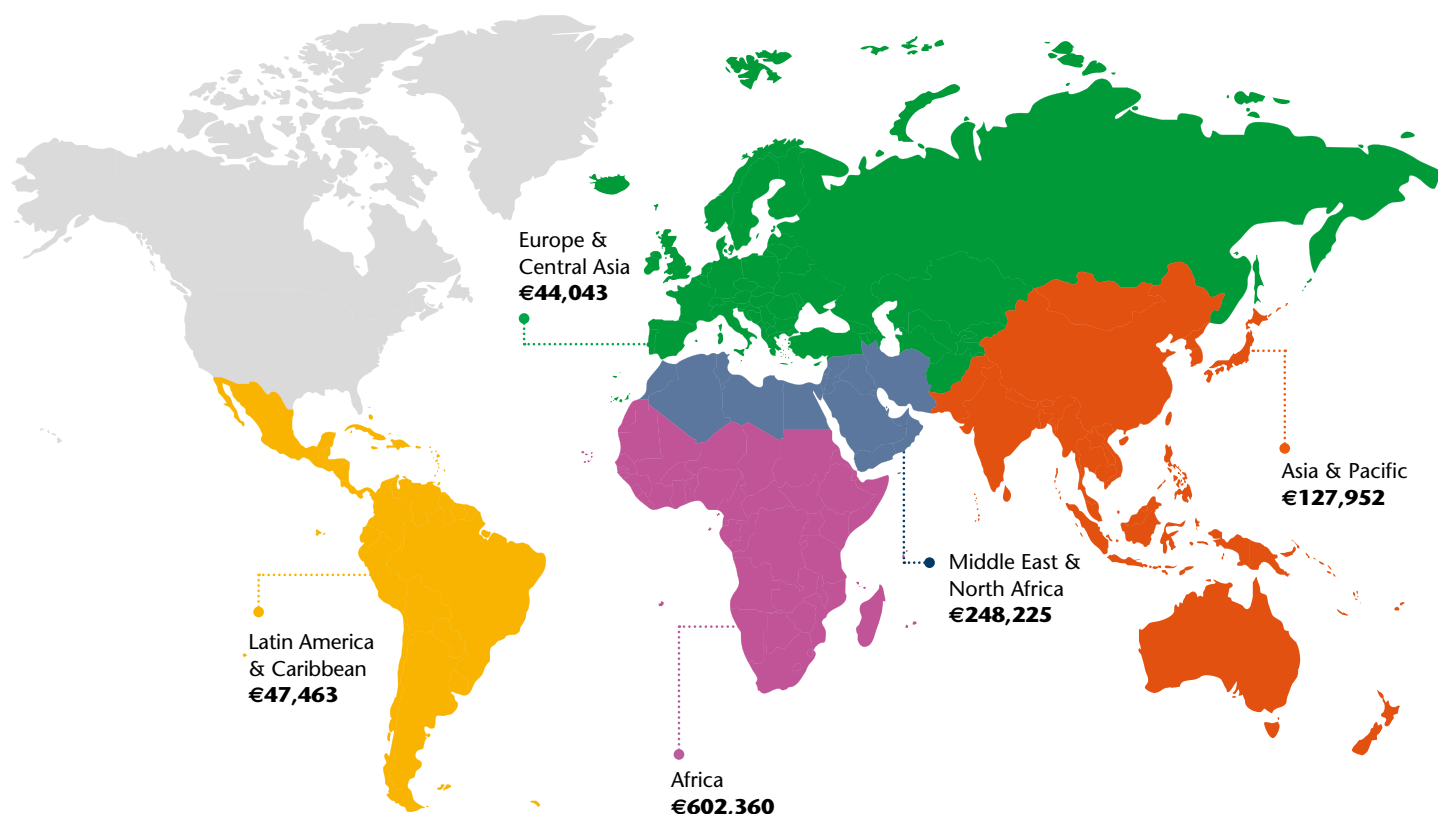 Europe &
Central Asia
€44,043
Asia & Pacific
€127,952
Middle East &
North Africa
€248,225
Latin America
& Caribbean
€47,463
Africa
€602,360